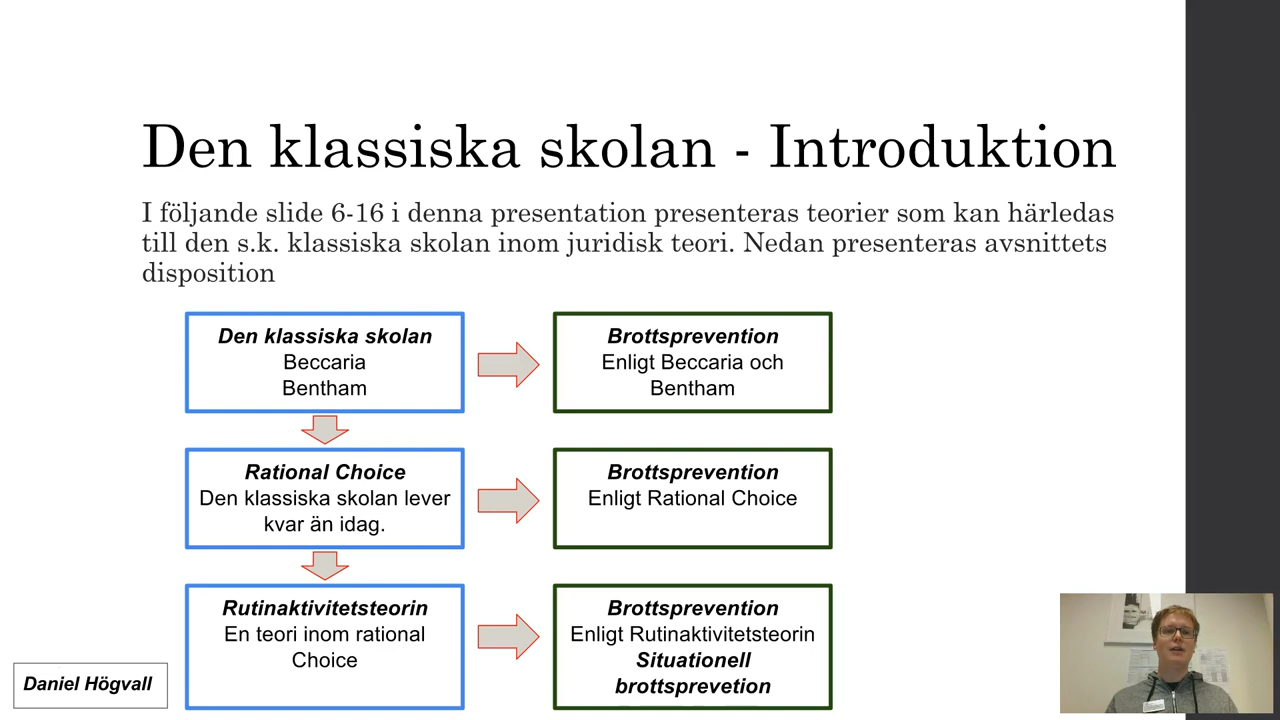 Den klassiska skolan - Introduktion
I följande slide 6-16 i denna presentation presenteras teorier som kan härledas
till den s.k. klassiska skolan inom juridisk teori. Nedan presenteras avsnittets
disposition
Den klassiska skolan
Beccaria
Bentham
Brottsprevention
Enligt Beccaria och
Bentham
Rational Choice
Den klassiska skolan lever
kvar än idag.
Brottsprevention
Enligt Rational Choice
Rutinaktivitetsteorin
En teori inom rational
Choice
Brottsprevention
Enligt Rutinaktivitetsteorin
Situationell
brottsprevetion
Daniel Högvall